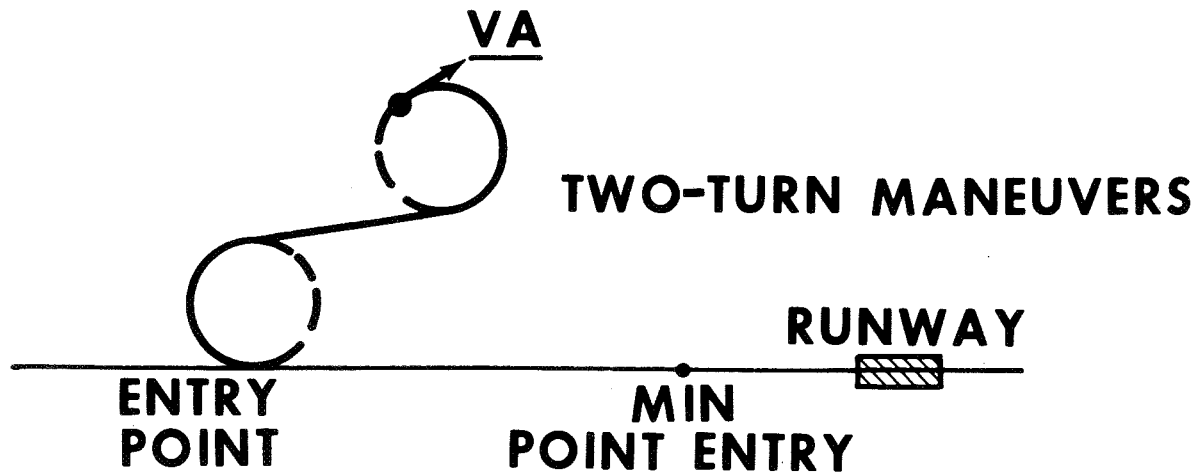 VA
TWO-TURN MANEUVERS
RUNWAY
ENTRY
POINT
MIN
POINT ENTRY